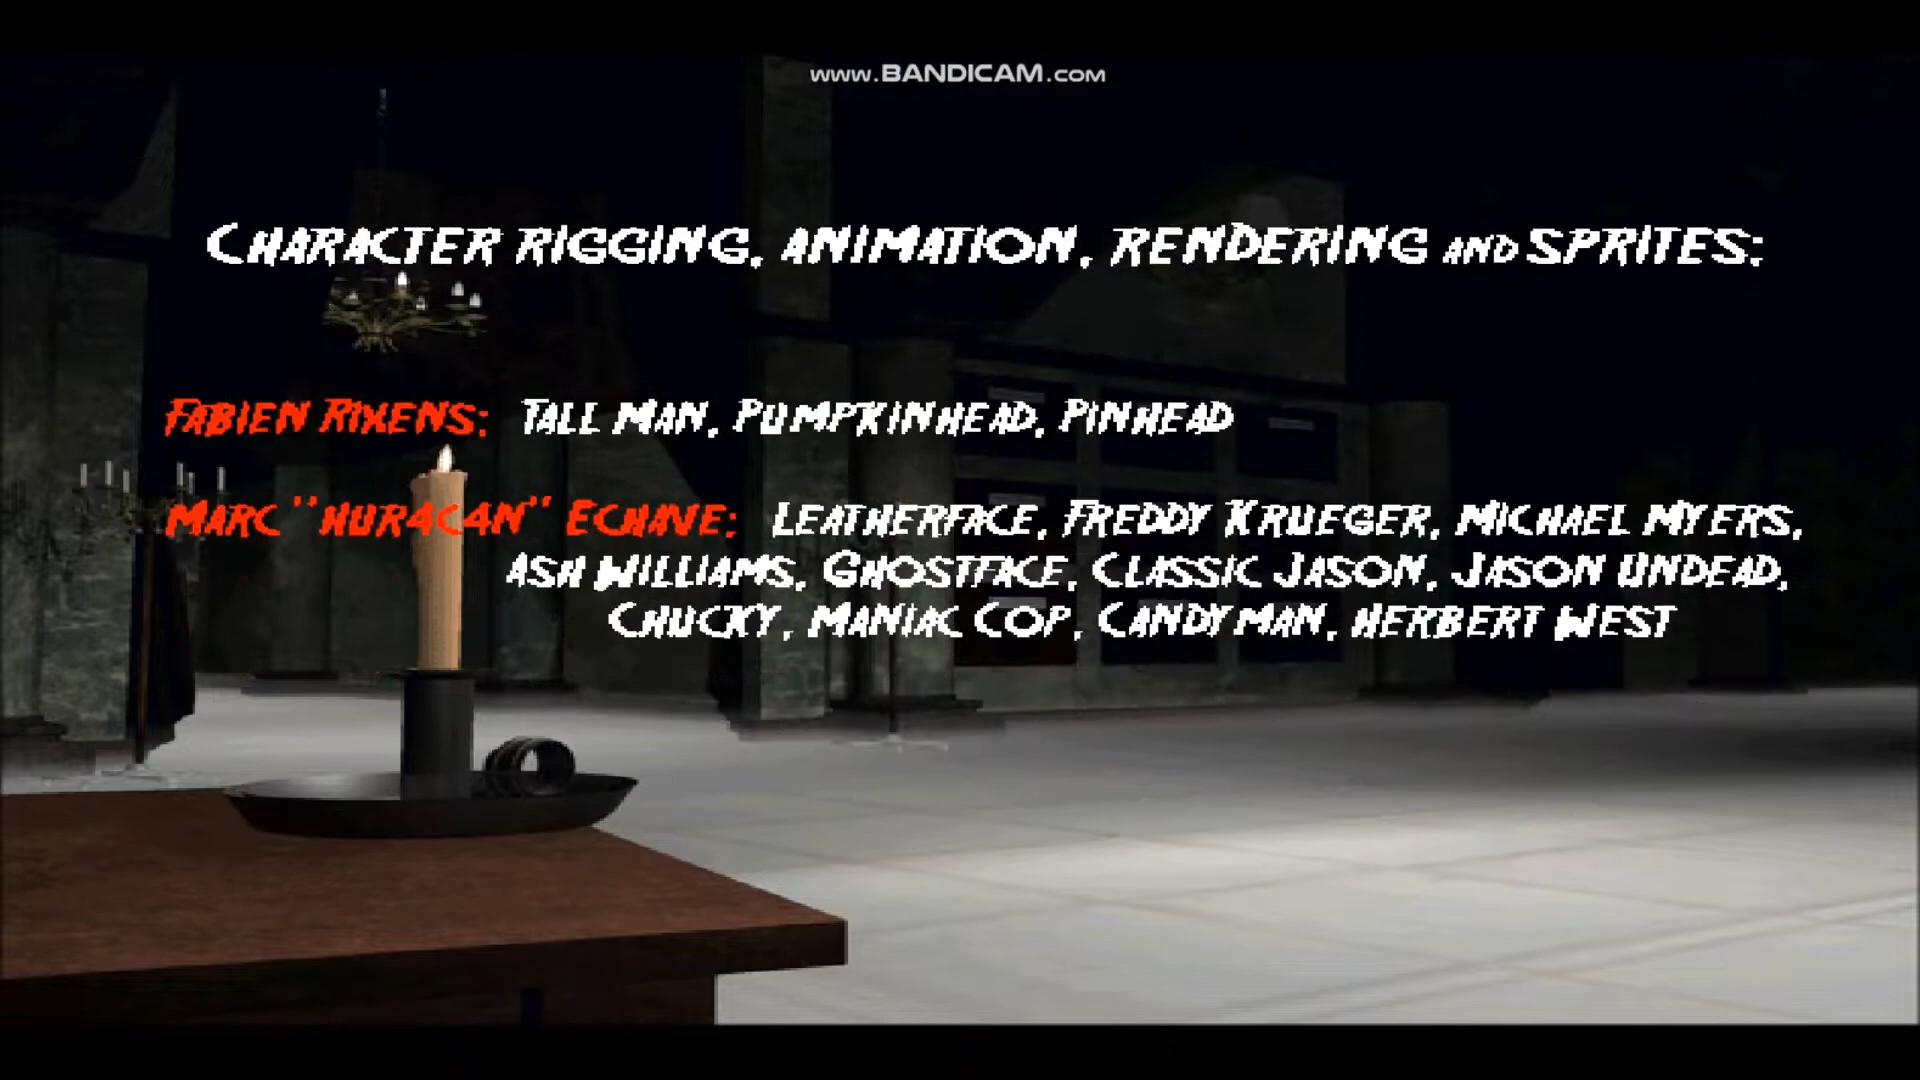 www.BANDICAM.com
Character rigging, animation, rendering and sprites:
Fabien Rixens: Tall Man, Pumpkinhead, Pinhead
Marc "hur4c4n" Echave: Leatherface, Freddy Krueger, Michael Myers,
Ash Williams, Ghostface, Classic Jason, Jason Undead,
Chucky, Maniac Cop, Candyman, Herbert West